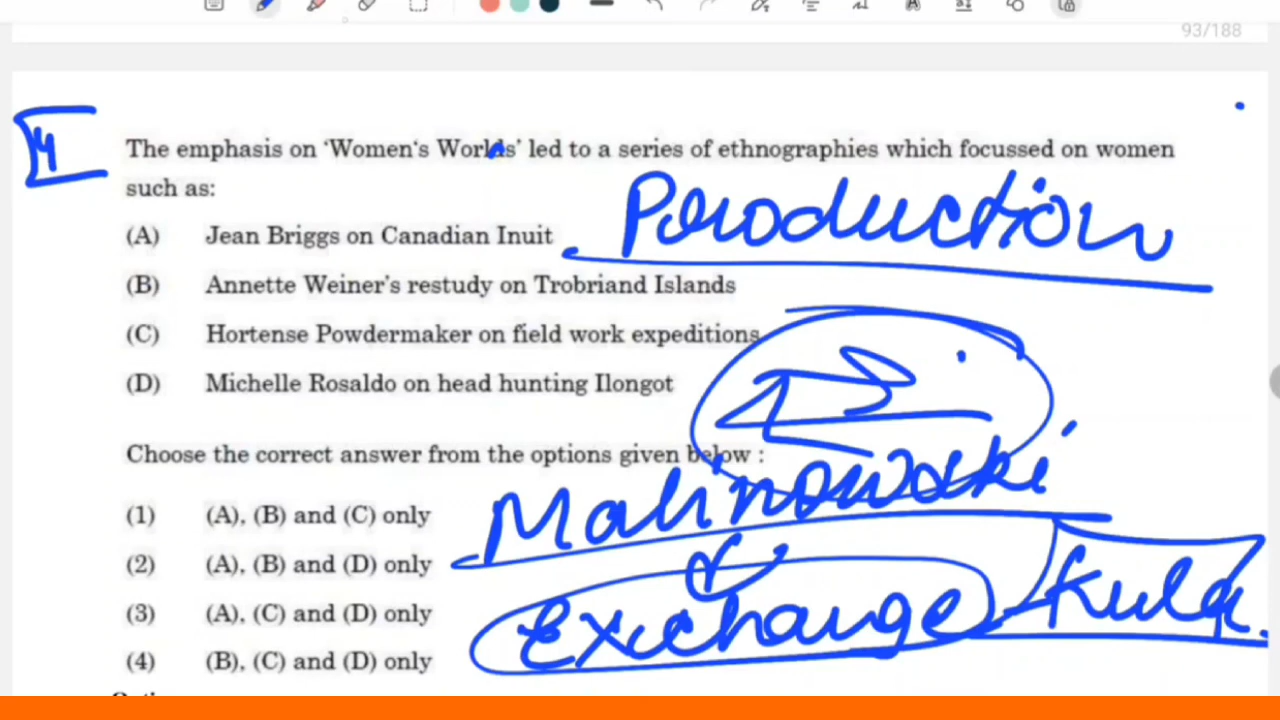 93/188
The emphasis on ‘Women‘s Worlds’ led to a series of ethnographies which focussed on women
such as:
Production
(A) Jean Briggs on Canadian Inuit
(B) Annette Weiner's restudy on Trobriand Islands
(C) Hortense Powdermaker on field work expeditions
(D) Michelle Rosaldo on head hunting Ilongot
Choose the correct answer from the options given below :
Malinowski
(1) (A), (B) and (C) only
(2) (A), (B) and (D) only
Exchange Kula
(3) (A), (C) and (D) only
(4) (B), (C) and (D) only